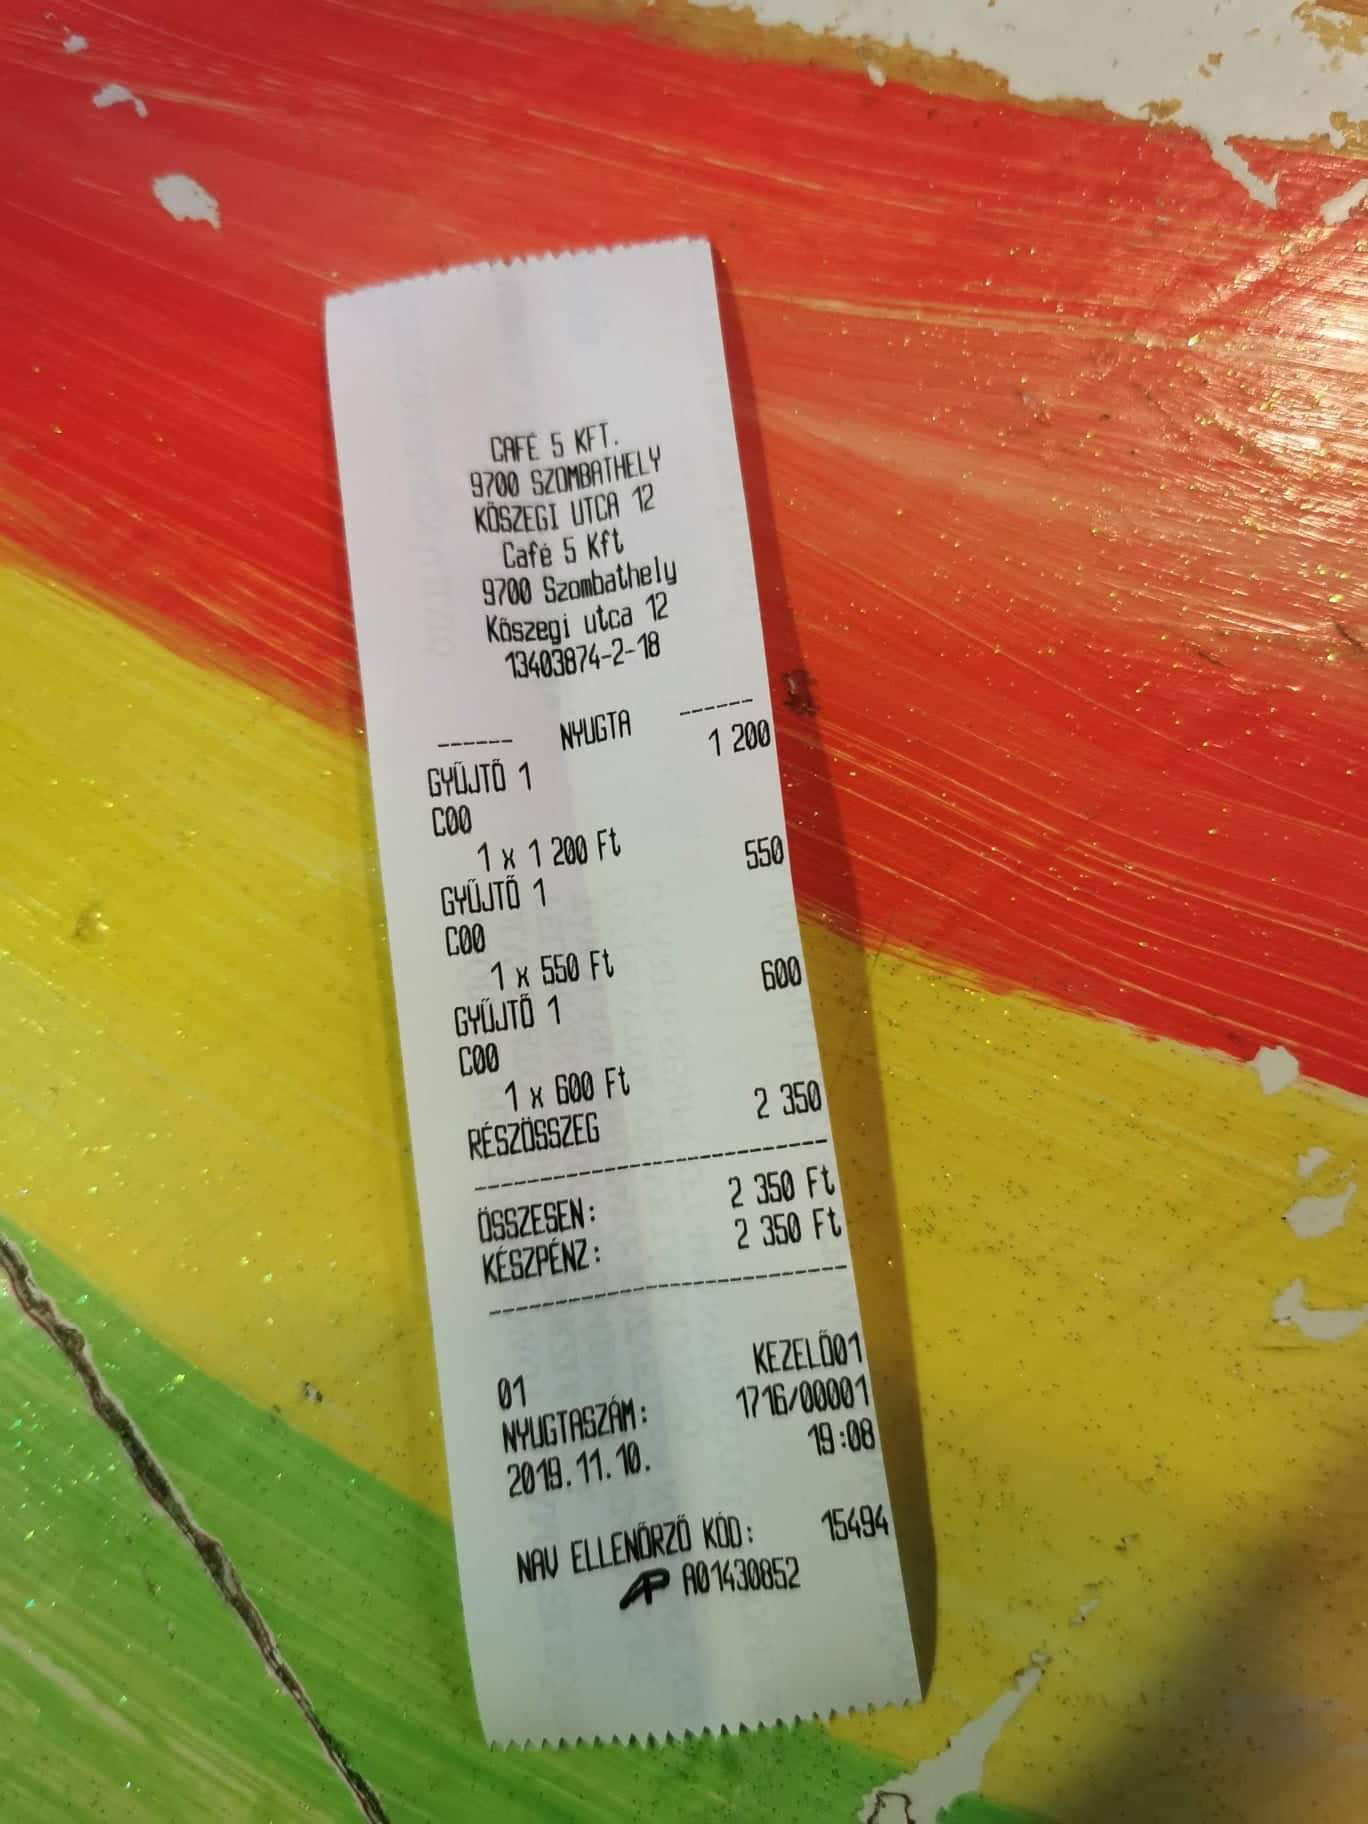 CAFÉ 5 KFT.
9700 SZOMBATHELY
KŐSZEGI UTCA 12
Café 5 Kft
9700 Szombathely
Kőszegi utca 12
13403874-2-18
------ NYUGTA ------
GYŰJTŐ 1 1 200
C00
1 x 1 200 Ft
GYŰJTŐ 1 550
C00
1 x 550 Ft
GYŰJTŐ 1 600
C00
1 x 600 Ft
RÉSZÖSSZEG 2 350
ÖSSZESEN: 2 350 Ft
KÉSZPÉNZ: 2 350 Ft
01 KEZELŐ01
NYUGTASZÁM: 1716/00001
2019.11.10. 19:08
NAV ELLENŐRZŐ KÓD: 15494
AP A01430852